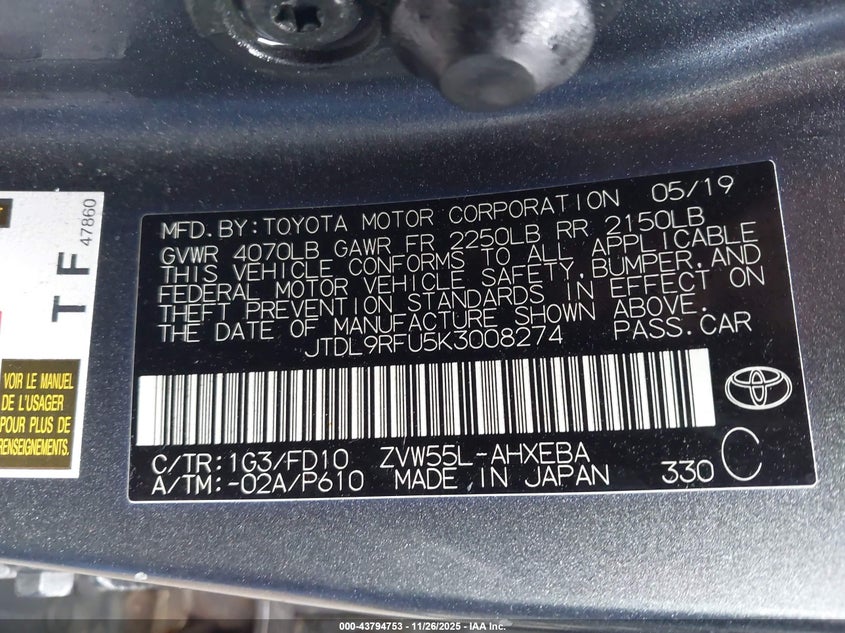 MFD. BY: TOYOTA MOTOR CORPORATION 05/19
GVWR 4070LB GAWR FR 2250LB RR 2150LB
THIS VEHICLE CONFORMS TO ALL APPLICABLE
FEDERAL MOTOR VEHICLE SAFETY, BUMPER, AND
THEFT PREVENTION STANDARDS IN EFFECT ON
THE DATE OF MANUFACTURE SHOWN ABOVE.
JTDL9RFU5K3008274 PASS. CAR
C/TR: 1G3/FD10 ZVW55L-AHXEBA
A/TM: -02A/P610 MADE IN JAPAN 330 C
TF
47860
VOIR LE MANUEL
DE L'USAGER
POUR PLUS DE
RENSEIGNEMENTS.
000-43794753 - 11/26/2025 - IAA Inc.